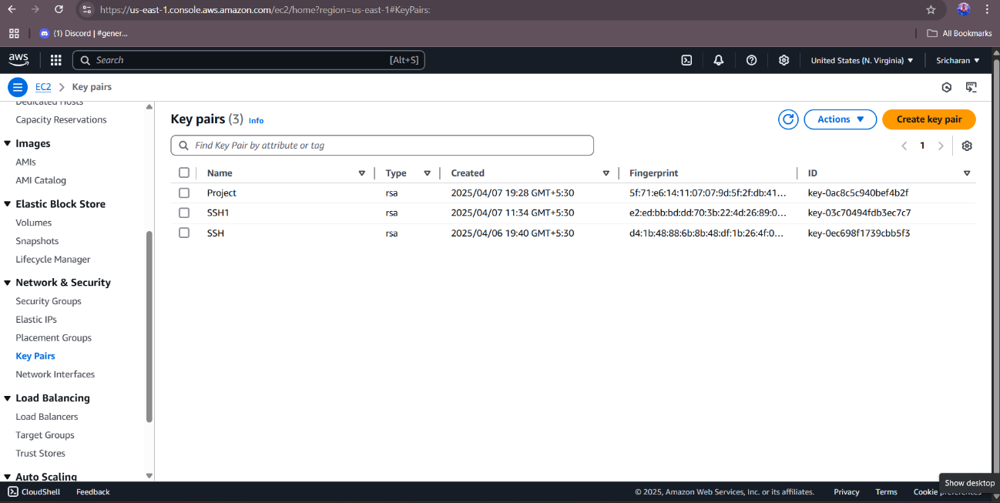 https://us-east-1.console.aws.amazon.com/ec2/home?region=us-east-1#KeyPairs:
(1) Discord | #gener...
All Bookmarks
aws
Search
[Alt+S]
United States (N. Virginia)
Sricharan
EC2
Key pairs
Dedicated Hosts
Capacity Reservations
Images
AMIs
AMI Catalog
Elastic Block Store
Volumes
Snapshots
Lifecycle Manager
Network & Security
Security Groups
Elastic IPs
Placement Groups
Key Pairs
Network Interfaces
Load Balancing
Load Balancers
Target Groups
Trust Stores
Auto Scaling
Key pairs (3) Info
Actions
Create key pair
Find Key Pair by attribute or tag
1
Name Type Created Fingerprint ID
Project rsa 2025/04/07 19:28 GMT+5:30 5f:71:e6:14:11:07:07:9d:5f:2f:db:41... key-0ac8c5c940bef4b2f
SSH1 rsa 2025/04/07 11:34 GMT+5:30 e2:ed:bb:bd:dd:70:3b:22:4d:26:89:0... key-03c70494fdb3ec7c7
SSH rsa 2025/04/06 19:40 GMT+5:30 d4:1b:48:88:6b:8b:48:df:1b:26:4f:0... key-0ec698f1739cbb5f3
Show desktop
CloudShell Feedback © 2025, Amazon Web Services, Inc. or its affiliates. Privacy Terms Cookie preferences